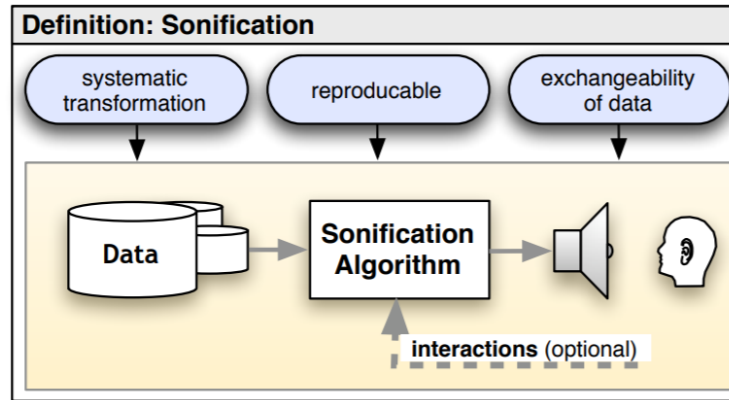 Definition: Sonification
systematic
transformation
reproducable
exchangeability
of data
Data
Sonification
Algorithm
interactions (optional)